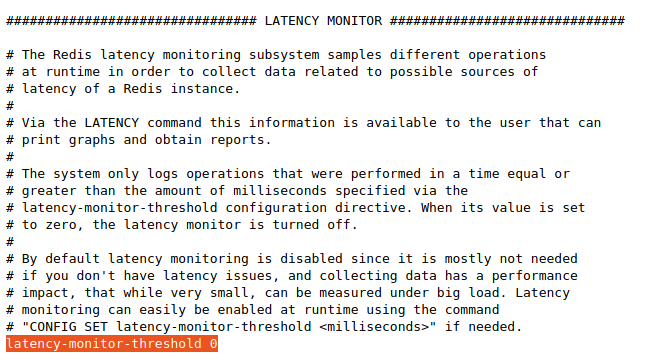 ################################ LATENCY MONITOR ##############################
# The Redis latency monitoring subsystem samples different operations
# at runtime in order to collect data related to possible sources of
# latency of a Redis instance.
#
# Via the LATENCY command this information is available to the user that can
# print graphs and obtain reports.
#
# The system only logs operations that were performed in a time equal or
# greater than the amount of milliseconds specified via the
# latency-monitor-threshold configuration directive. When its value is set
# to zero, the latency monitor is turned off.
#
# By default latency monitoring is disabled since it is mostly not needed
# if you don't have latency issues, and collecting data has a performance
# impact, that while very small, can be measured under big load. Latency
# monitoring can easily be enabled at runtime using the command
# "CONFIG SET latency-monitor-threshold <milliseconds>" if needed.
latency-monitor-threshold 0